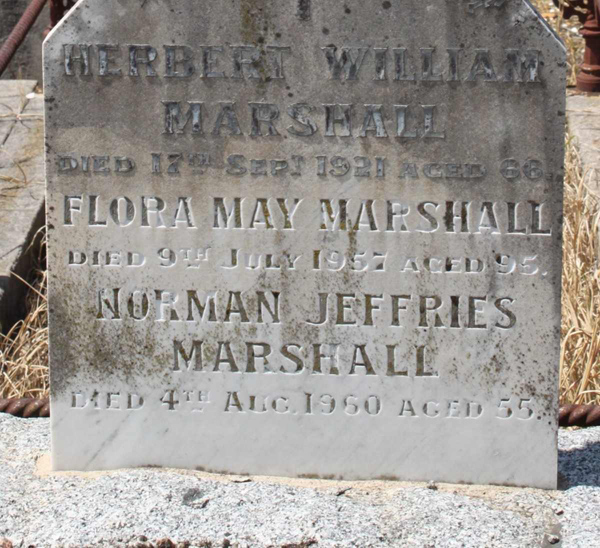 HERBERT WILLIAM
MARSHALL
DIED 17TH SEPT 1921 AGED 68.
FLORA MAY MARSHALL
DIED 9TH JULY 1957 AGED 95.
NORMAN JEFFRIES
MARSHALL
DIED 4TH AUG. 1960 AGED 55.